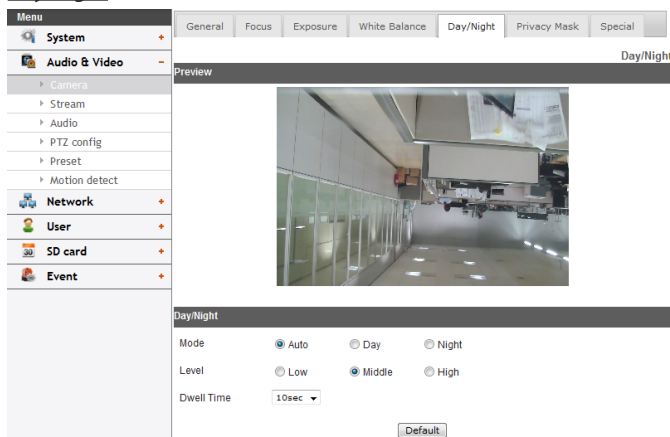 Menu
System +
Audio & Video -
Camera
Stream
Audio
PTZ config
Preset
Motion detect
Network +
User +
30 SD card +
Event +
General Focus Exposure White Balance Day/Night Privacy Mask Special
Day/Night
Preview
Day/Night
Mode Auto Day Night
Level Low Middle High
Dwell Time 10sec
Default